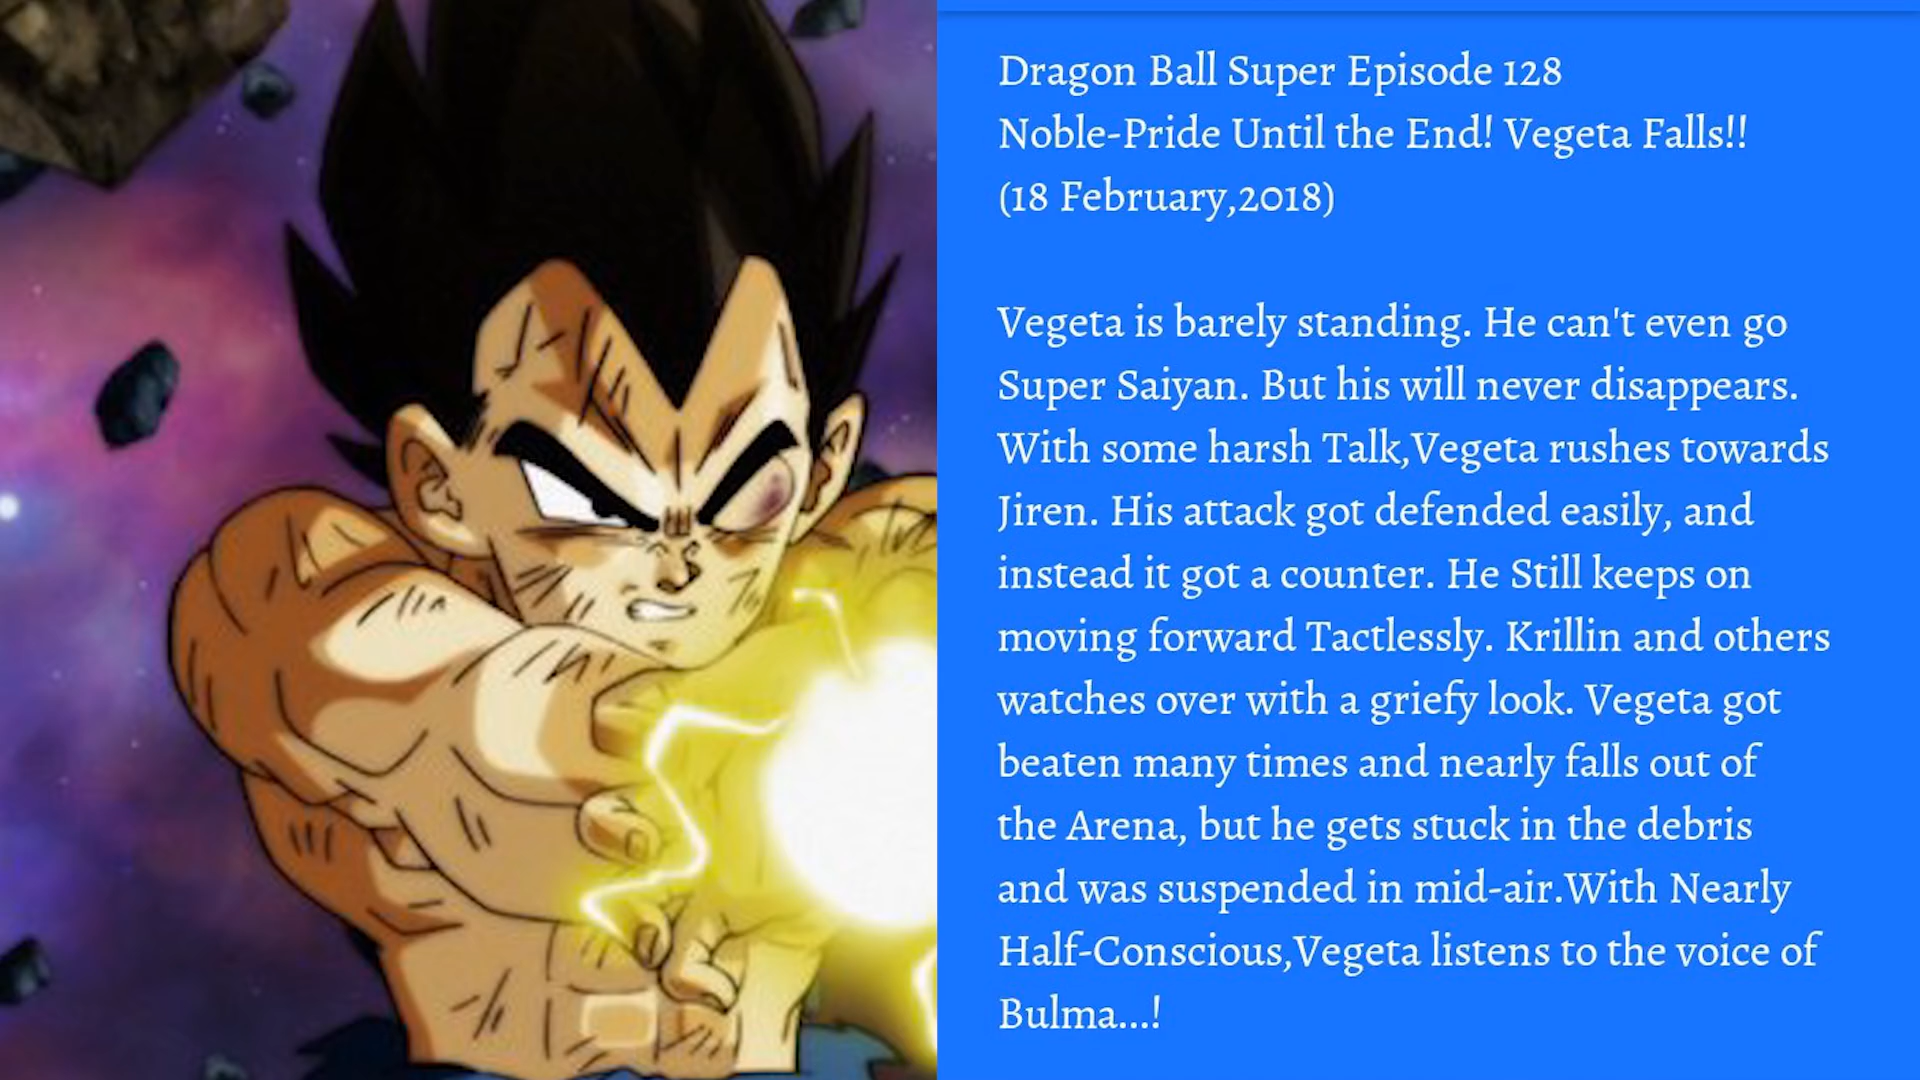 Dragon Ball Super Episode 128
Noble-Pride Until the End! Vegeta Falls!!
(18 February,2018)
Vegeta is barely standing. He can't even go
Super Saiyan. But his will never disappears.
With some harsh Talk,Vegeta rushes towards
Jiren. His attack got defended easily, and
instead it got a counter. He Still keeps on
moving forward Tactlessly. Krillin and others
watches over with a griefy look. Vegeta got
beaten many times and nearly falls out of
the Arena, but he gets stuck in the debris
and was suspended in mid-air.With Nearly
Half-Conscious,Vegeta listens to the voice of
Bulma...!